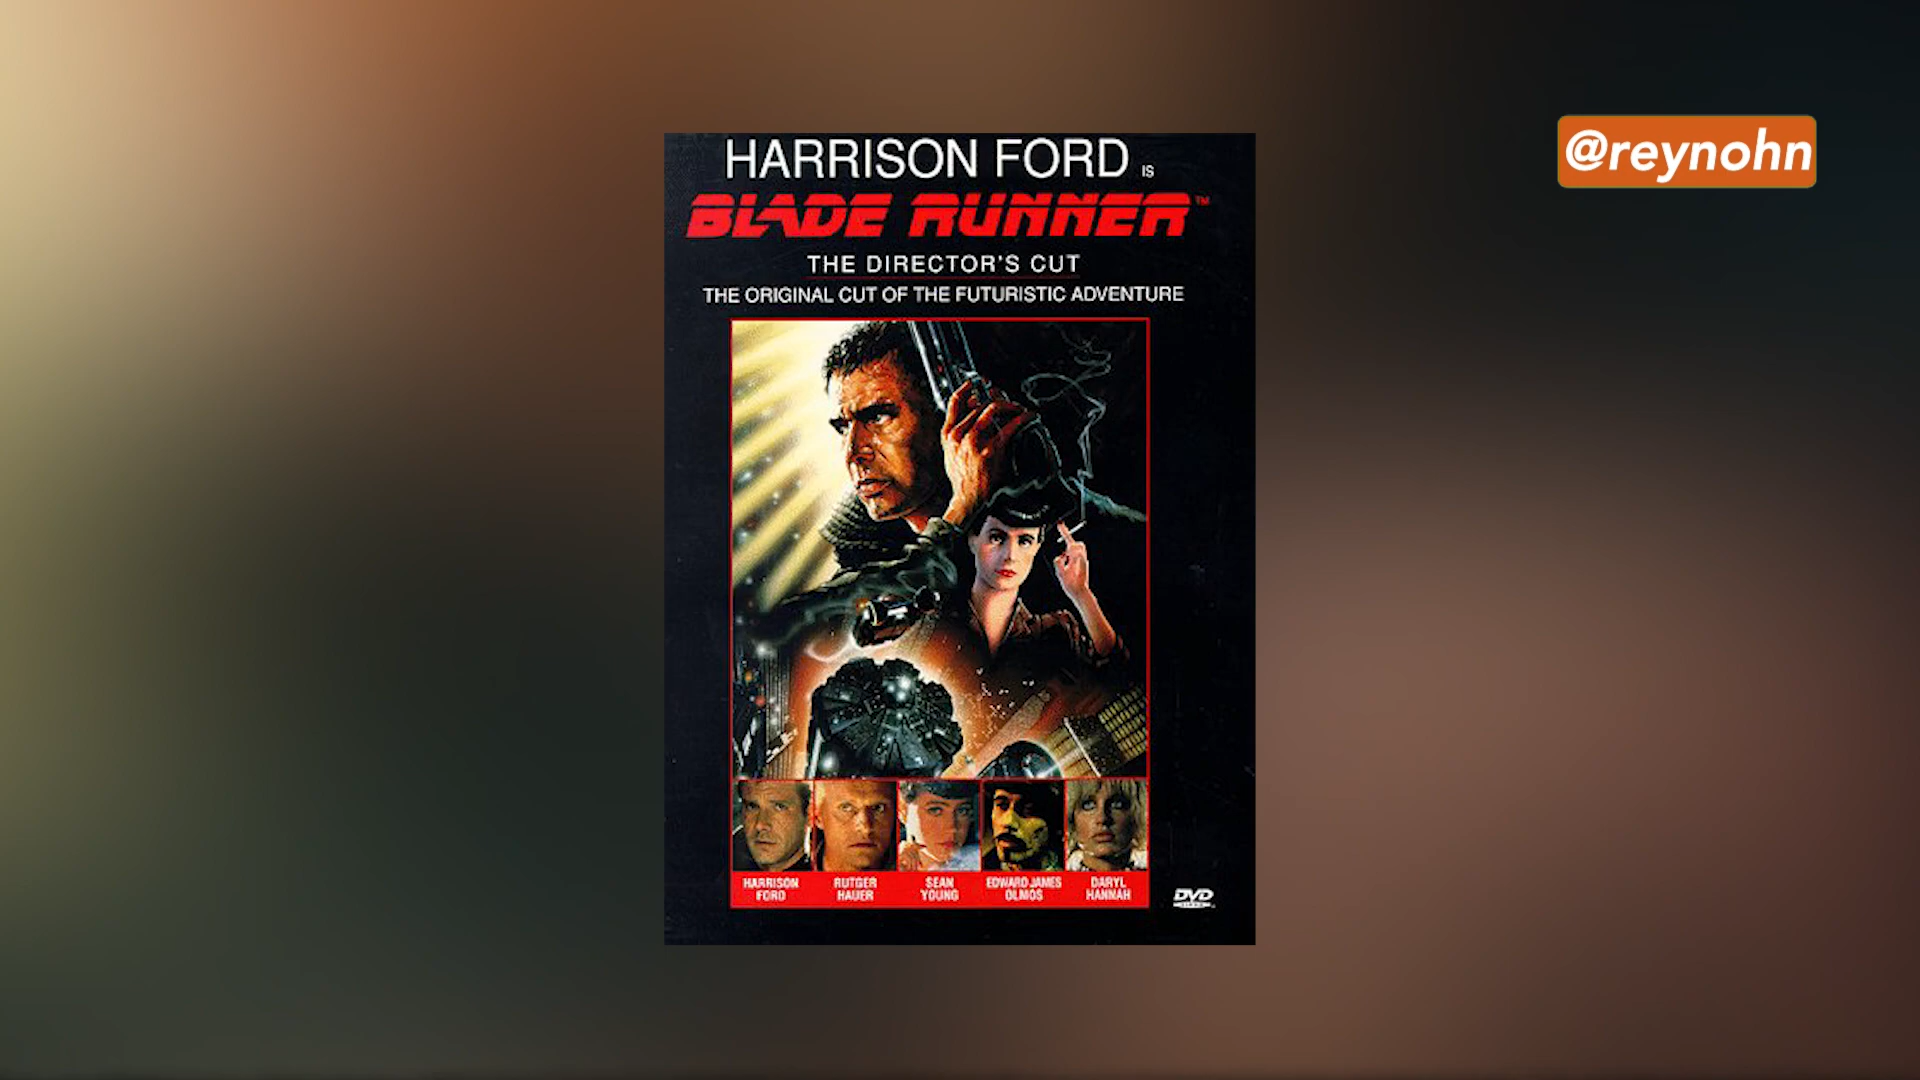 @reynohn
HARRISON FORD IS
BLADE RUNNER™
THE DIRECTOR'S CUT
THE ORIGINAL CUT OF THE FUTURISTIC ADVENTURE
HARRISON FORD
RUTGER HAUER
SEAN YOUNG
EDWARD JAMES OLMOS
DARYL HANNAH
DVD